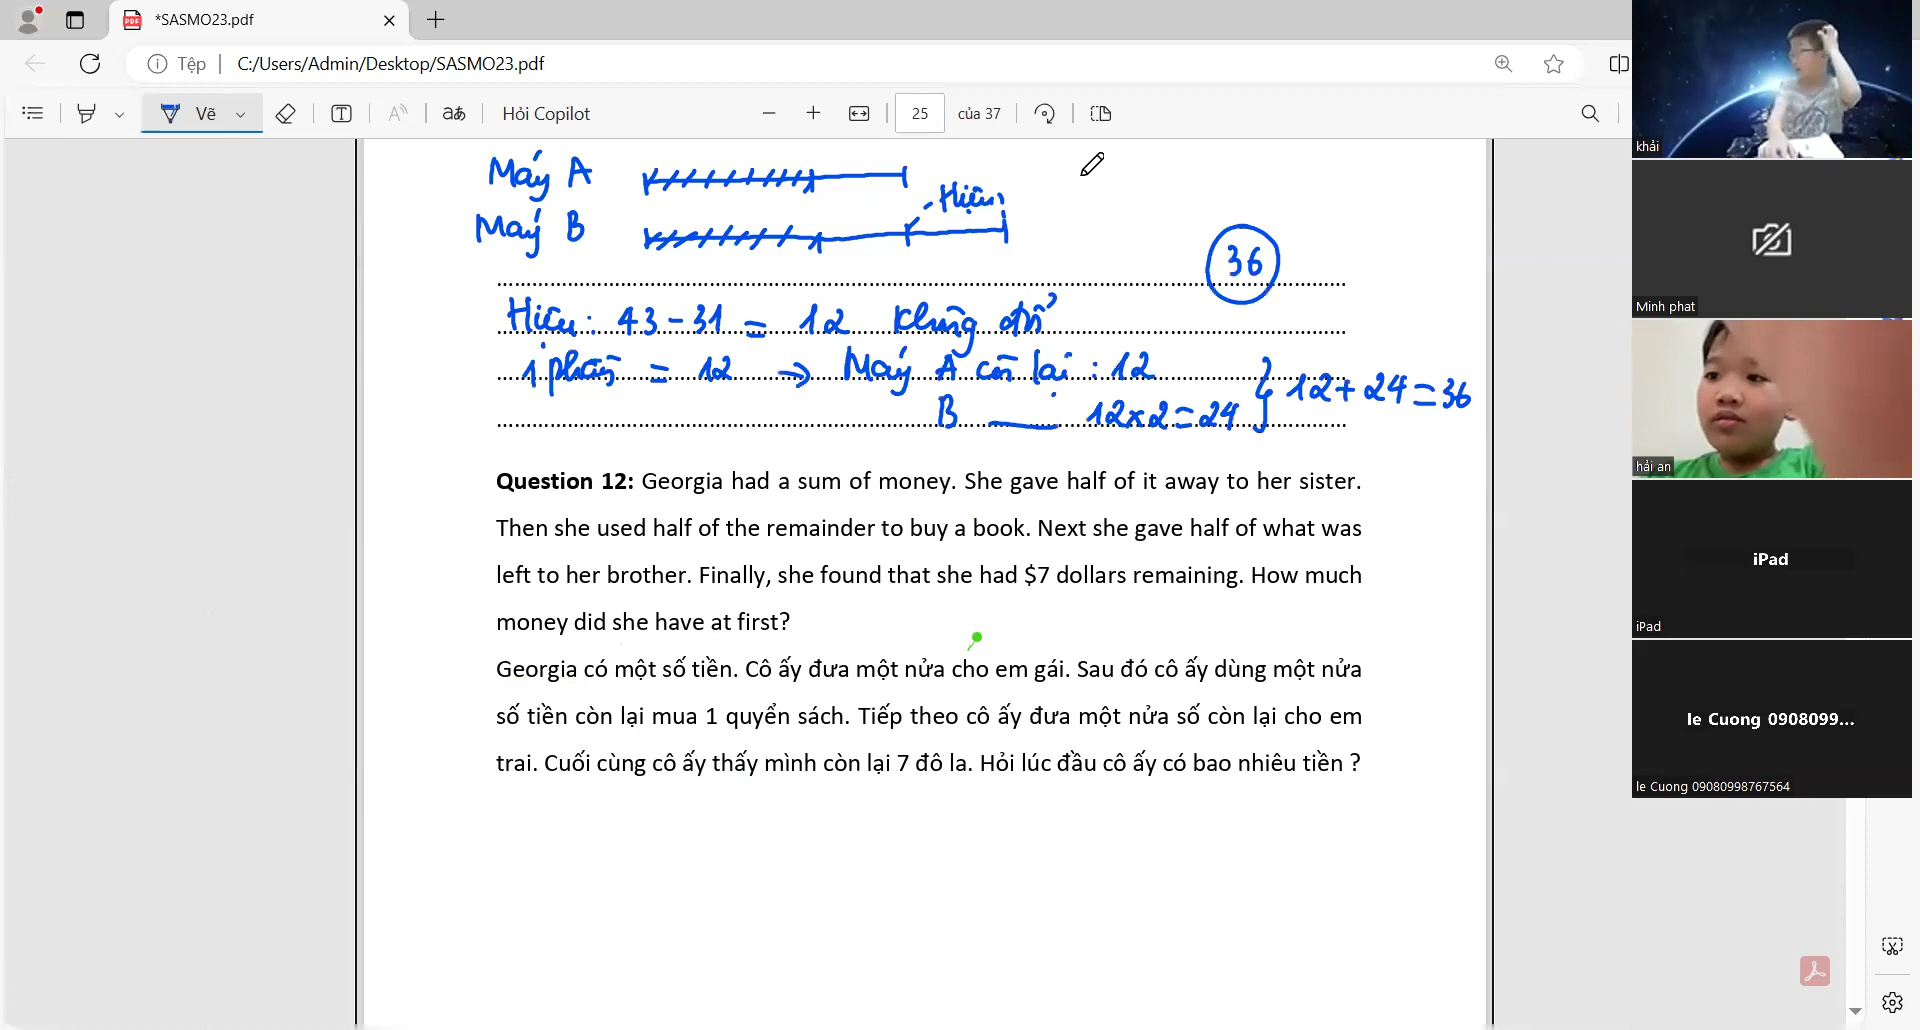 *SASMO23.pdf
Tệp
C:/Users/Admin/Desktop/SASMO23.pdf
Vẽ
Hỏi Copilot
25
của 37
Máy A
Máy B
Hiệu
36
Hiệu: 43-31 = 12 không đổi
1 phần = 12 → Máy A còn lại : 12
B 12x2=24 } 12+24=36
Question 12: Georgia had a sum of money. She gave half of it away to her sister.
Then she used half of the remainder to buy a book. Next she gave half of what was
left to her brother. Finally, she found that she had $7 dollars remaining. How much
money did she have at first?
Georgia có một số tiền. Cô ấy đưa một nửa cho em gái. Sau đó cô ấy dùng một nửa
số tiền còn lại mua 1 quyển sách. Tiếp theo cô ấy đưa một nửa số còn lại cho em
trai. Cuối cùng cô ấy thấy mình còn lại 7 đô la. Hỏi lúc đầu cô ấy có bao nhiêu tiền ?
khải
Minh phat
hải an
iPad
iPad
le Cuong 0908099...
le Cuong 09080998767564